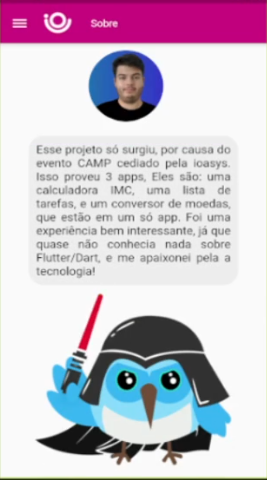 Sobre
Esse projeto só surgiu, por causa do
evento CAMP cediado pela ioasys.
Isso proveu 3 apps, Eles são: uma
calculadora IMC, uma lista de
tarefas, e um conversor de moedas,
que estão em um só app. Foi uma
experiência bem interessante, já que
quase não conhecia nada sobre
Flutter/Dart, e me apaixonei pela a
tecnologia!